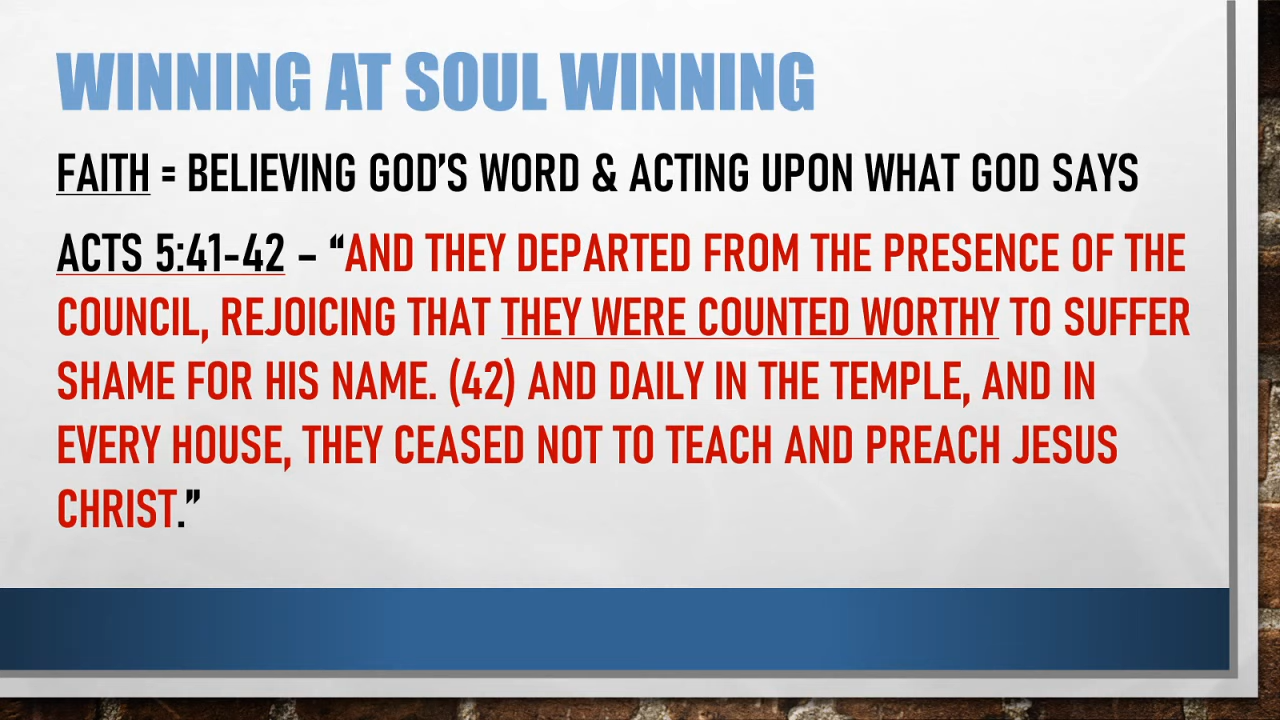 WINNING AT SOUL WINNING
FAITH = BELIEVING GOD'S WORD & ACTING UPON WHAT GOD SAYS
ACTS 5:41-42 – “AND THEY DEPARTED FROM THE PRESENCE OF THE
COUNCIL, REJOICING THAT THEY WERE COUNTED WORTHY TO SUFFER
SHAME FOR HIS NAME. (42) AND DAILY IN THE TEMPLE, AND IN
EVERY HOUSE, THEY CEASED NOT TO TEACH AND PREACH JESUS
CHRIST.”